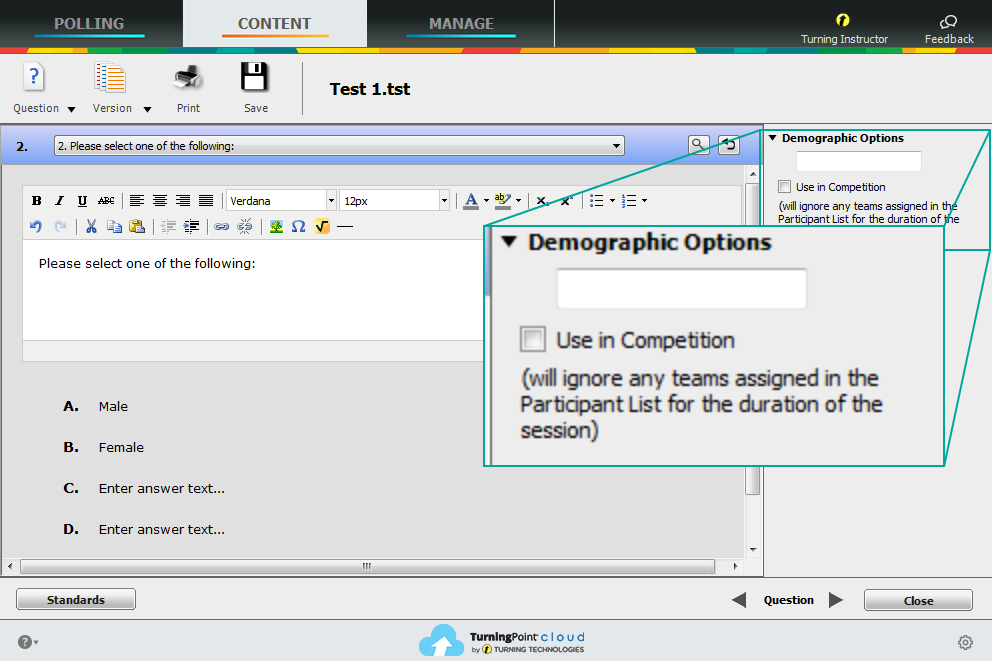 POLLING
CONTENT
MANAGE
Turning Instructor
Feedback
Question
Version
Print
Save
Test 1.tst
2.
2. Please select one of the following:
Demographic Options
Use in Competition
(will ignore any teams assigned in the
Participant List for the duration of the
B I U ABC
Verdana
12px
A
ab
x
x
Ω
√
Please select one of the following:
Demographic Options
Use in Competition
(will ignore any teams assigned in the
Participant List for the duration of the
session)
A. Male
B. Female
C. Enter answer text...
D. Enter answer text...
Standards
Question
Close
?
TurningPoint cloud
by TURNING TECHNOLOGIES